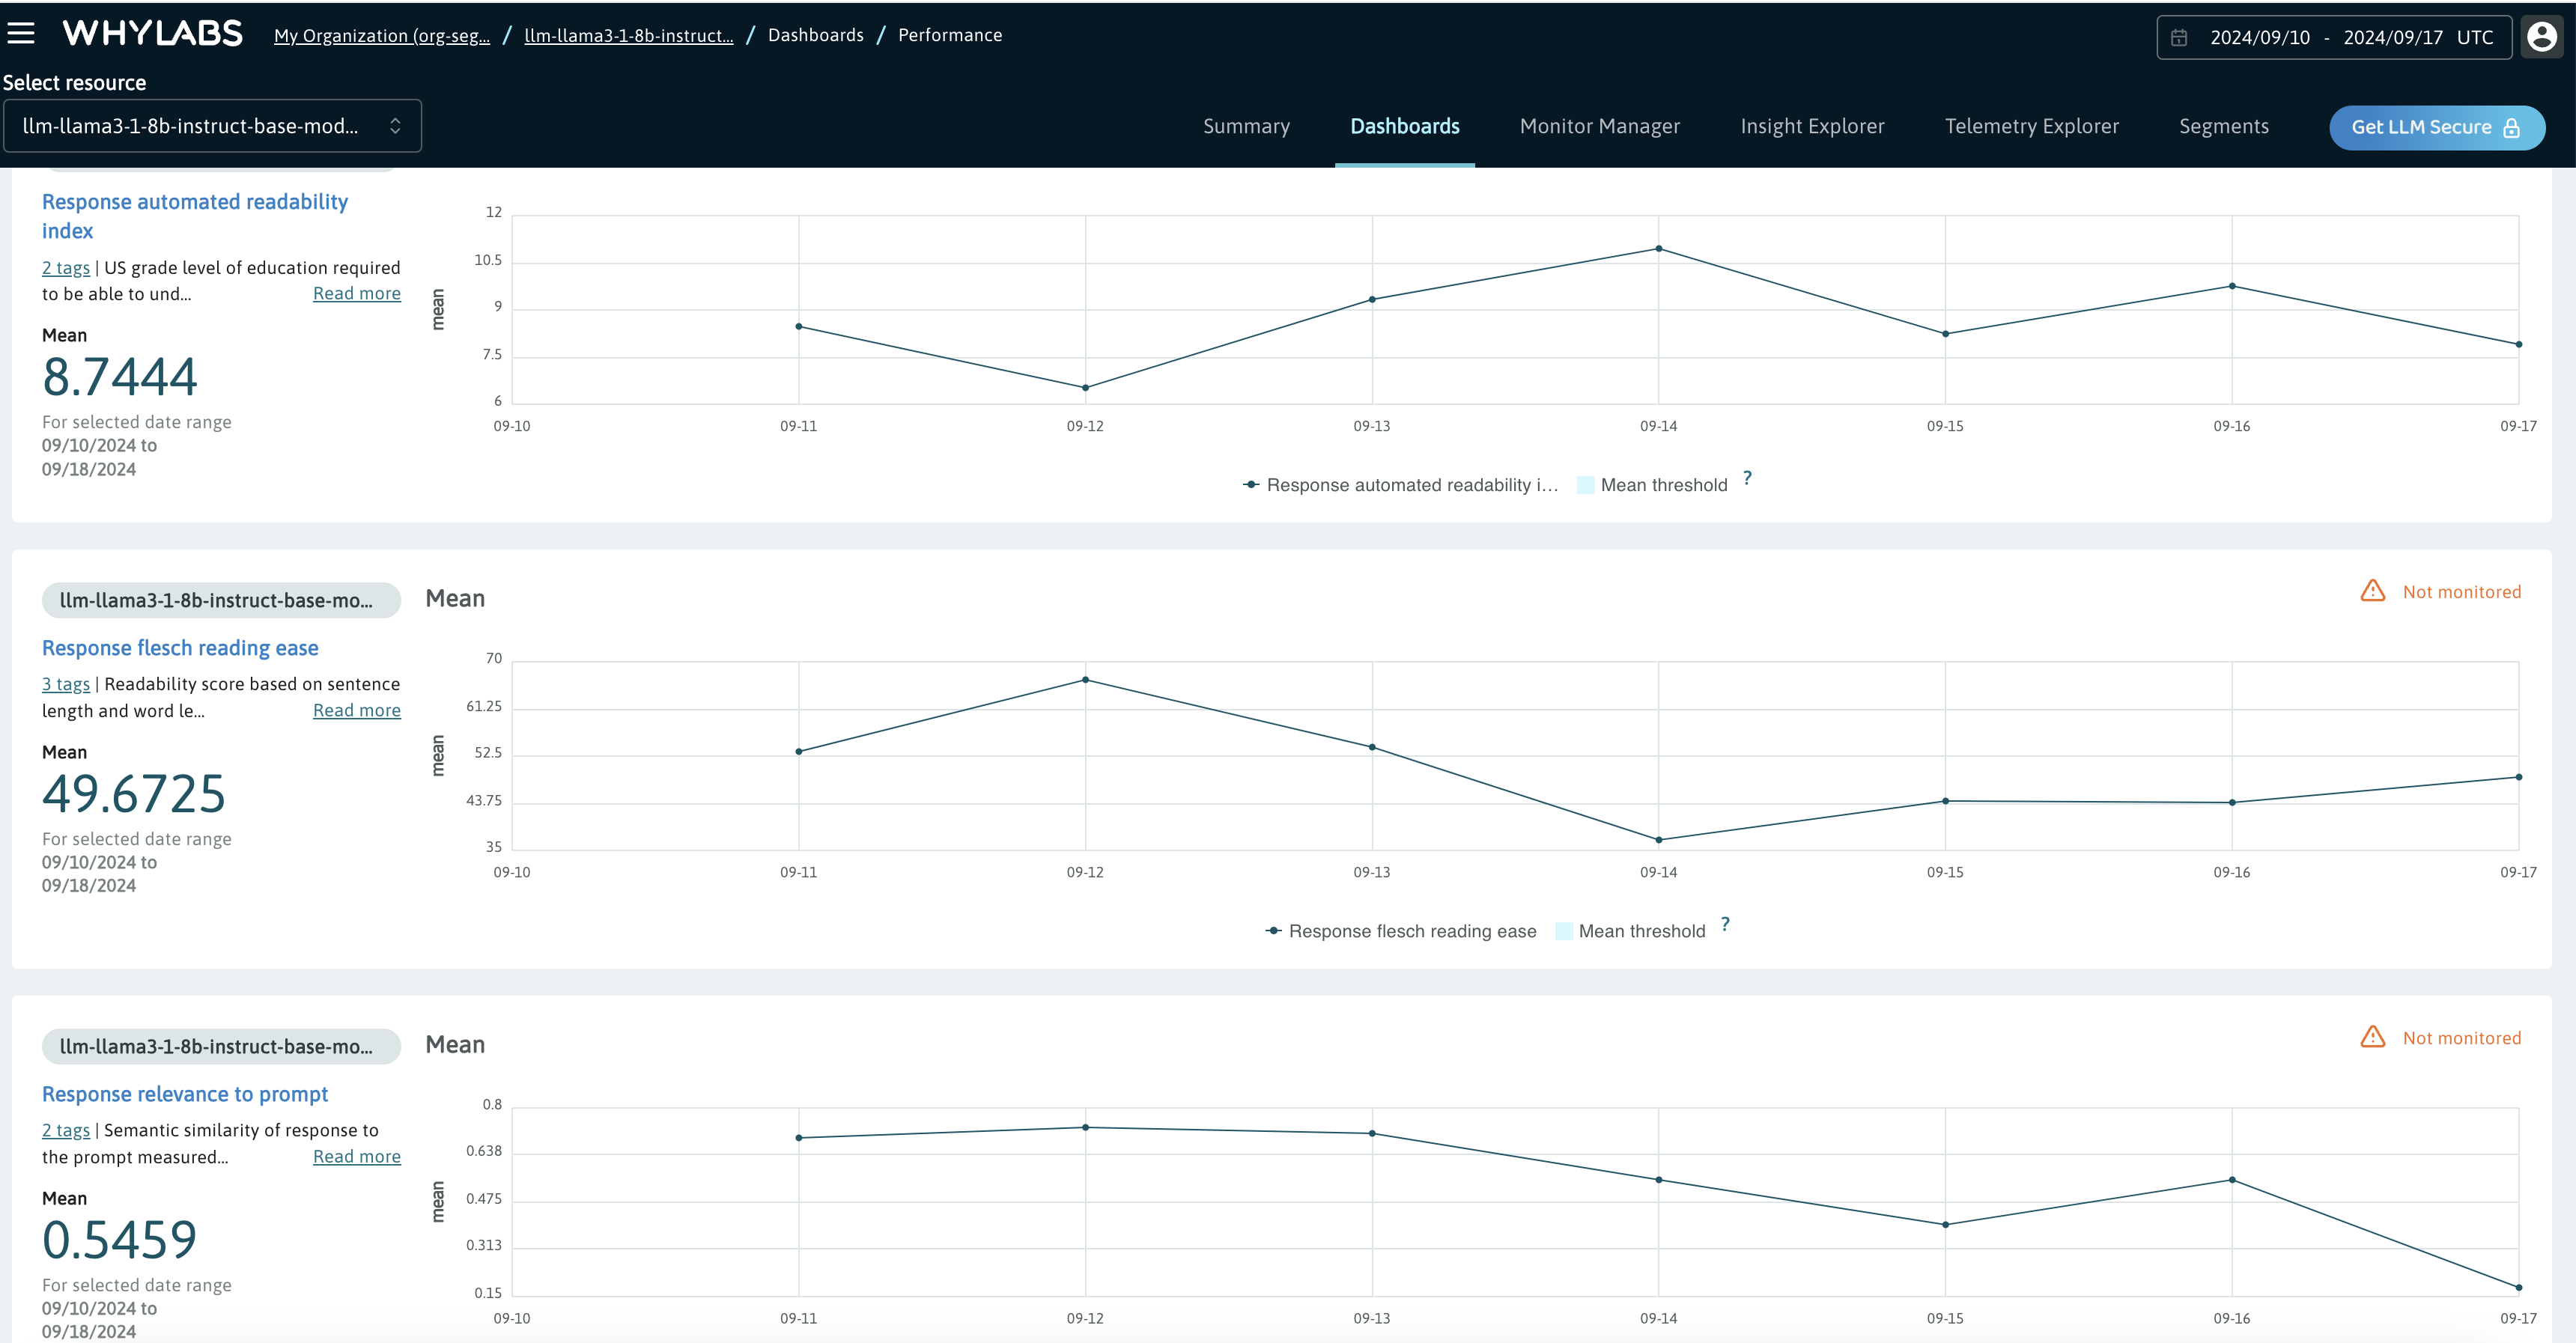 WHYLABS
My Organization (org-seg... / llm-llama3-1-8b-instruct... / Dashboards / Performance
2024/09/10 - 2024/09/17 UTC
Select resource
llm-llama3-1-8b-instruct-base-mod...
Summary Dashboards Monitor Manager Insight Explorer Telemetry Explorer Segments Get LLM Secure
Response automated readability
index
2 tags | US grade level of education required
to be able to und... Read more
Mean
8.7444
For selected date range
09/10/2024 to
09/18/2024
mean
12
10.5
9
7.5
6
09-10 09-11 09-12 09-13 09-14 09-15 09-16 09-17
Response automated readability i... Mean threshold ?
llm-llama3-1-8b-instruct-base-mo...
Mean
Not monitored
Response flesch reading ease
3 tags | Readability score based on sentence
length and word le... Read more
Mean
49.6725
For selected date range
09/10/2024 to
09/18/2024
mean
70
61.25
52.5
43.75
35
09-10 09-11 09-12 09-13 09-14 09-15 09-16 09-17
Response flesch reading ease Mean threshold ?
llm-llama3-1-8b-instruct-base-mo...
Mean
Not monitored
Response relevance to prompt
2 tags | Semantic similarity of response to
the prompt measured... Read more
Mean
0.5459
For selected date range
09/10/2024 to
09/18/2024
mean
0.8
0.638
0.475
0.313
0.15
09-10 09-11 09-12 09-13 09-14 09-15 09-16 09-17